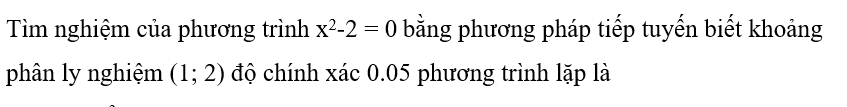 Tìm nghiệm của phương trình x²-2 = 0 bằng phương pháp tiếp tuyến biết khoảng
phân ly nghiệm (1; 2) độ chính xác 0.05 phương trình lặp là